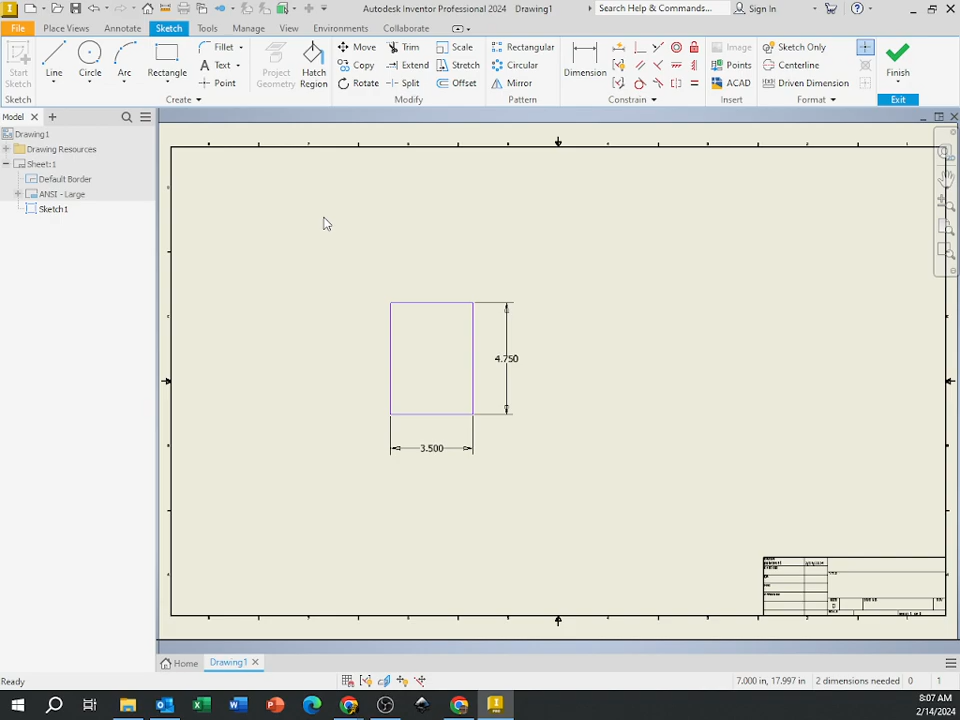 Autodesk Inventor Professional 2024 Drawing1
Search Help & Commands...
Sign In
File
Place Views
Annotate
Sketch
Tools
Manage
View
Environments
Collaborate
Start
Sketch
Line
Circle
Arc
Rectangle
Fillet
Text
Point
Project
Geometry
Hatch
Region
Move
Copy
Rotate
Trim
Extend
Split
Scale
Stretch
Offset
Rectangular
Circular
Mirror
Dimension
Image
Points
ACAD
Sketch Only
Centerline
Driven Dimension
Finish
Sketch
Create
Modify
Pattern
Constrain
Insert
Format
Exit
Model
Drawing1
Drawing Resources
Sheet:1
Default Border
ANSI - Large
Sketch1
4.750
3.500
Home
Drawing1
Ready
7.000 in, 17.997 in
2 dimensions needed
0
1
8:07 AM
2/14/2024